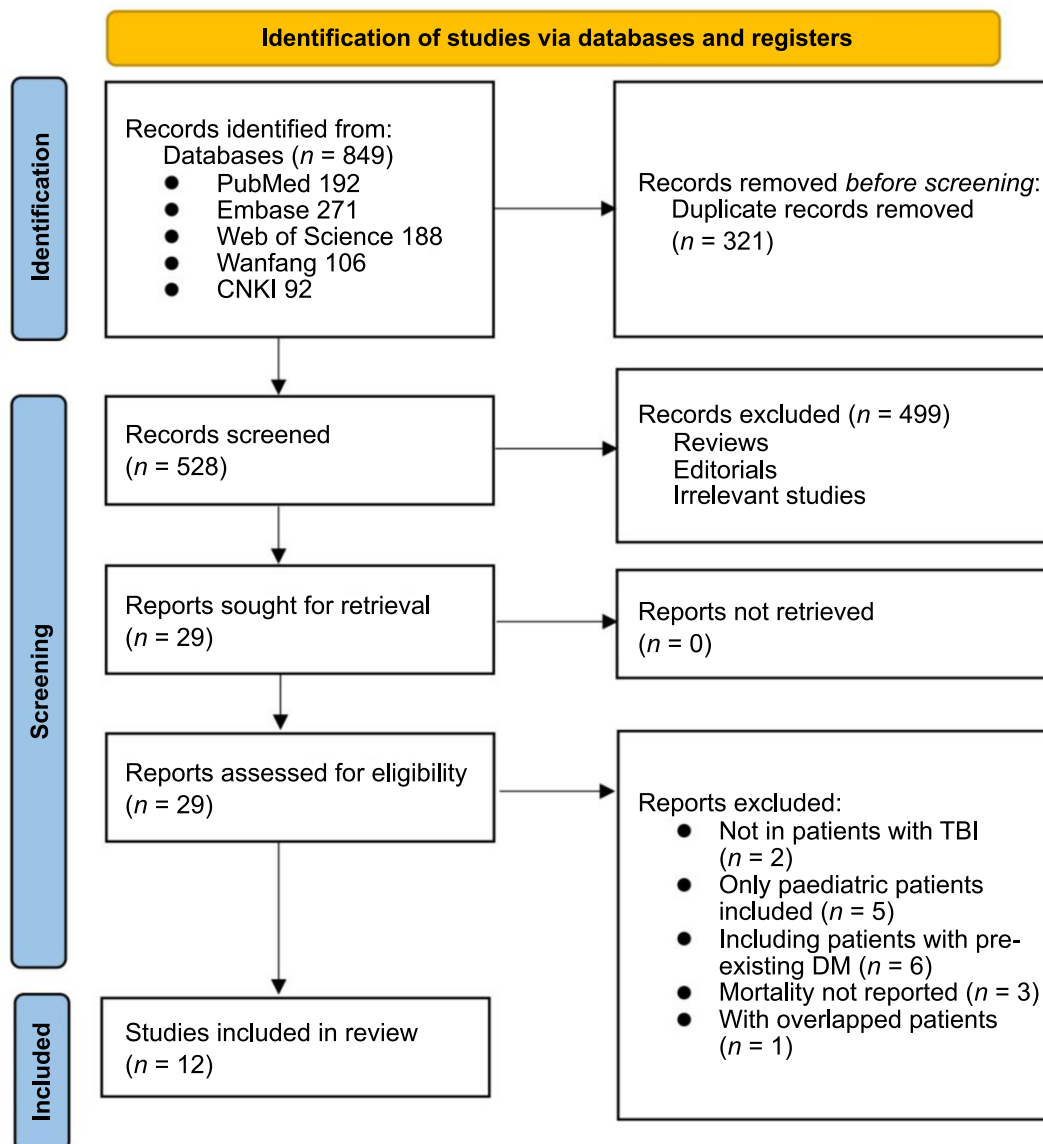 Identification of studies via databases and registers
Identification
Records identified from:
Databases (n = 849)
● PubMed 192
● Embase 271
● Web of Science 188
● Wanfang 106
● CNKI 92
Records removed before screening:
Duplicate records removed
(n = 321)
Screening
Records screened
(n = 528)
Records excluded (n = 499)
Reviews
Editorials
Irrelevant studies
Reports sought for retrieval
(n = 29)
Reports not retrieved
(n = 0)
Reports assessed for eligibility
(n = 29)
Reports excluded:
● Not in patients with TBI
(n = 2)
● Only paediatric patients
included (n = 5)
● Including patients with pre-
existing DM (n = 6)
● Mortality not reported (n = 3)
● With overlapped patients
(n = 1)
Included
Studies included in review
(n = 12)